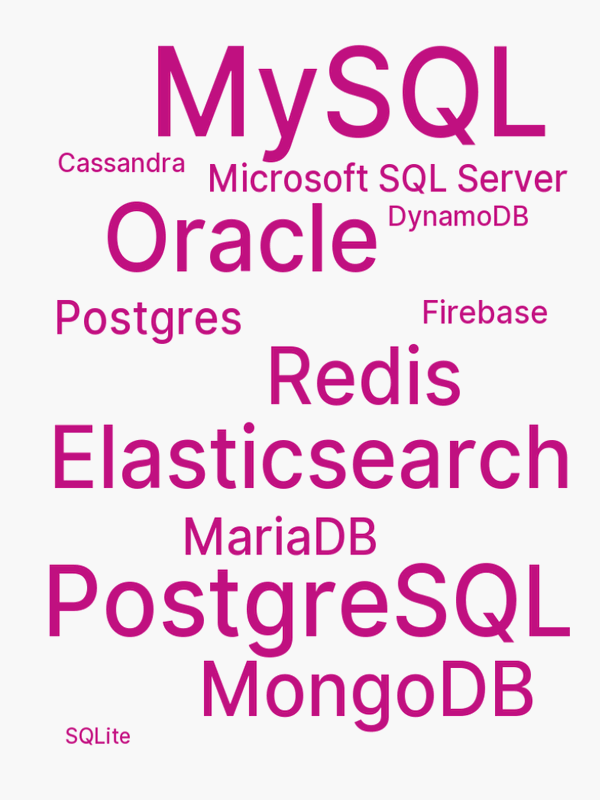 MySQL
Cassandra
Microsoft SQL Server
Oracle
DynamoDB
Postgres
Firebase
Redis
Elasticsearch
MariaDB
PostgreSQL
MongoDB
SQLite